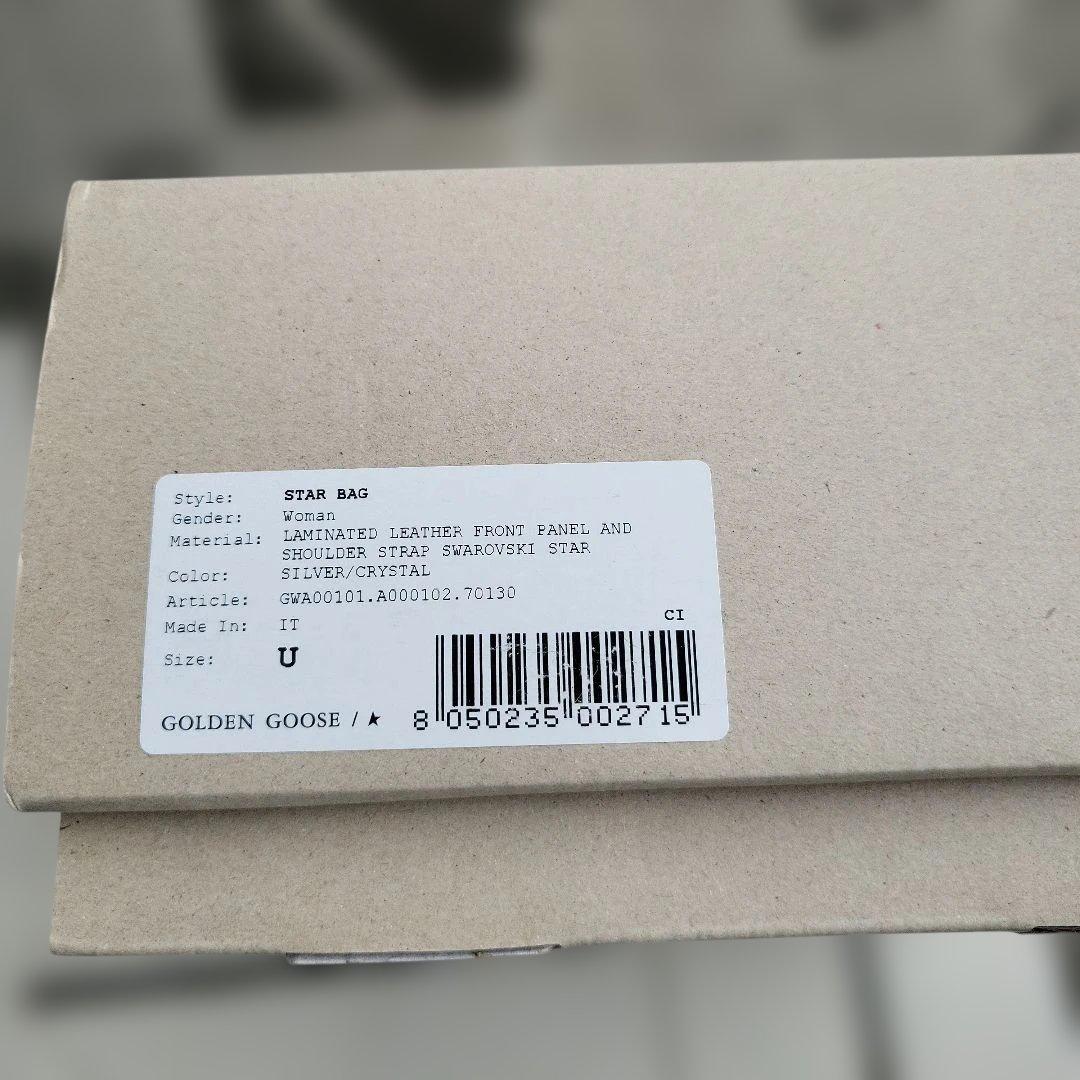 Style: STAR BAG
Gender: Woman
Material: LAMINATED LEATHER FRONT PANEL AND
SHOULDER STRAP SWAROVSKI STAR
Color: SILVER/CRYSTAL
Article: GWA00101.A000102.70130
Made In: IT
CI
Size: U
GOLDEN GOOSE /
8 050235 002715